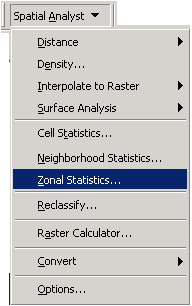 Spatial Analyst
Distance
Density...
Interpolate to Raster
Surface Analysis
Cell Statistics...
Neighborhood Statistics...
Zonal Statistics...
Reclassify...
Raster Calculator...
Convert
Options...